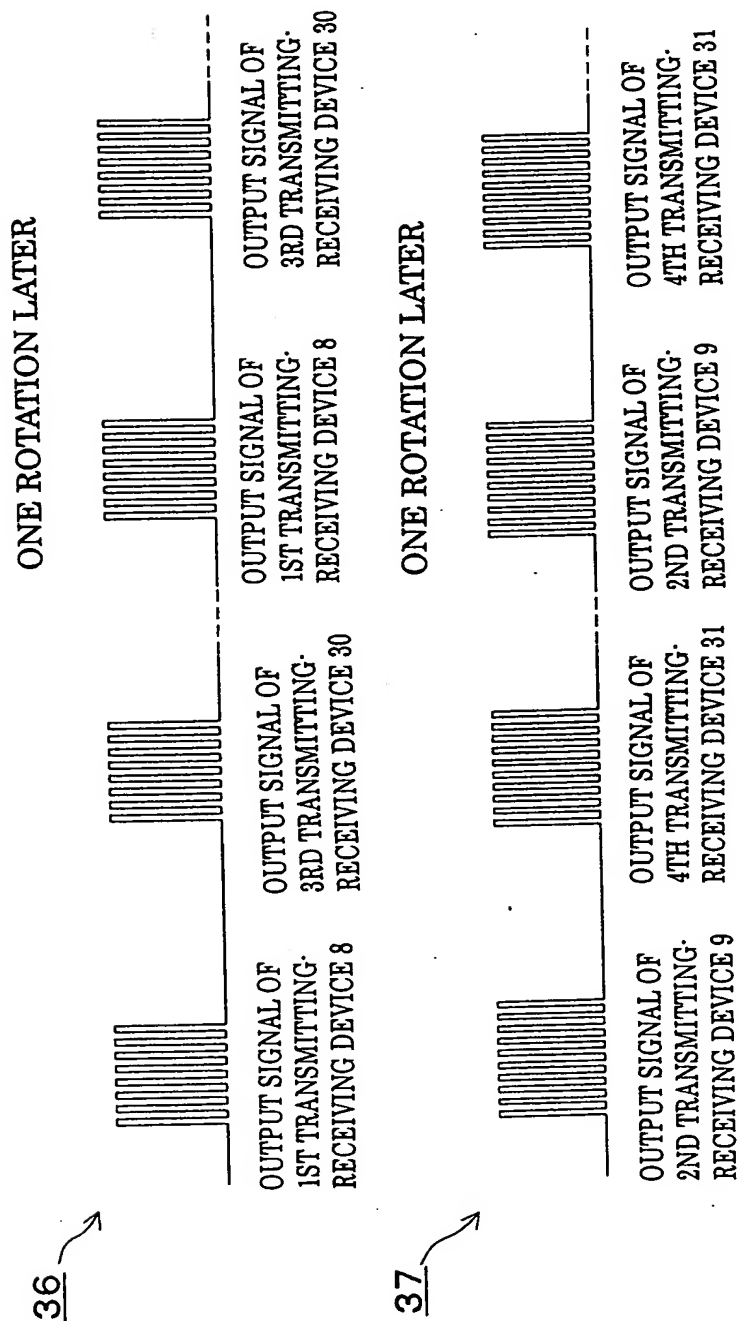 36
ONE ROTATION LATER
OUTPUT SIGNAL OF
1ST TRANSMITTING-
RECEIVING DEVICE 8
OUTPUT SIGNAL OF
3RD TRANSMITTING-
RECEIVING DEVICE 30
OUTPUT SIGNAL OF
1ST TRANSMITTING-
RECEIVING DEVICE 8
OUTPUT SIGNAL OF
3RD TRANSMITTING-
RECEIVING DEVICE 30
37
ONE ROTATION LATER
OUTPUT SIGNAL OF
2ND TRANSMITTING-
RECEIVING DEVICE 9
OUTPUT SIGNAL OF
4TH TRANSMITTING-
RECEIVING DEVICE 31
OUTPUT SIGNAL OF
2ND TRANSMITTING-
RECEIVING DEVICE 9
OUTPUT SIGNAL OF
4TH TRANSMITTING-
RECEIVING DEVICE 31